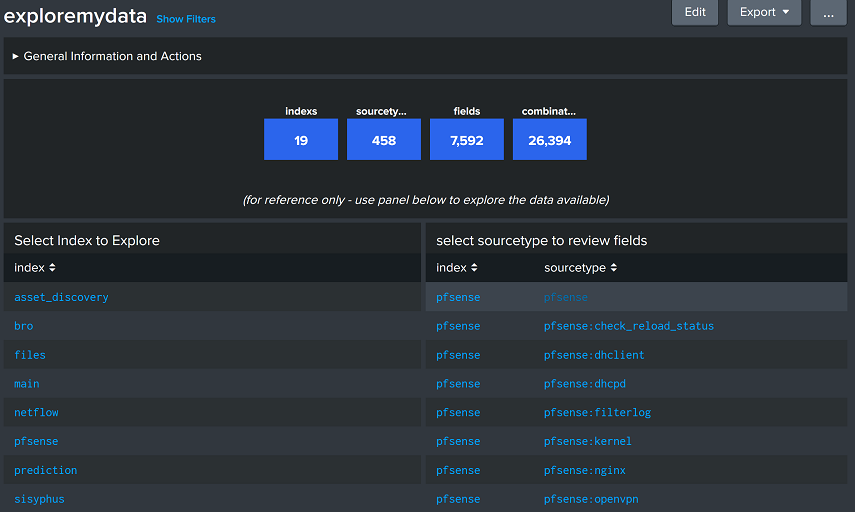 exploremydata Show Filters Edit Export ...
General Information and Actions
indexs sourcety... fields combinat...
19 458 7,592 26,394
(for reference only - use panel below to explore the data available)
Select Index to Explore
index
asset_discovery
bro
files
main
netflow
pfsense
prediction
sisyphus
select sourcetype to review fields
index sourcetype
pfsense pfsense
pfsense pfsense:check_reload_status
pfsense pfsense:dhclient
pfsense pfsense:dhcpd
pfsense pfsense:filterlog
pfsense pfsense:kernel
pfsense pfsense:nginx
pfsense pfsense:openvpn